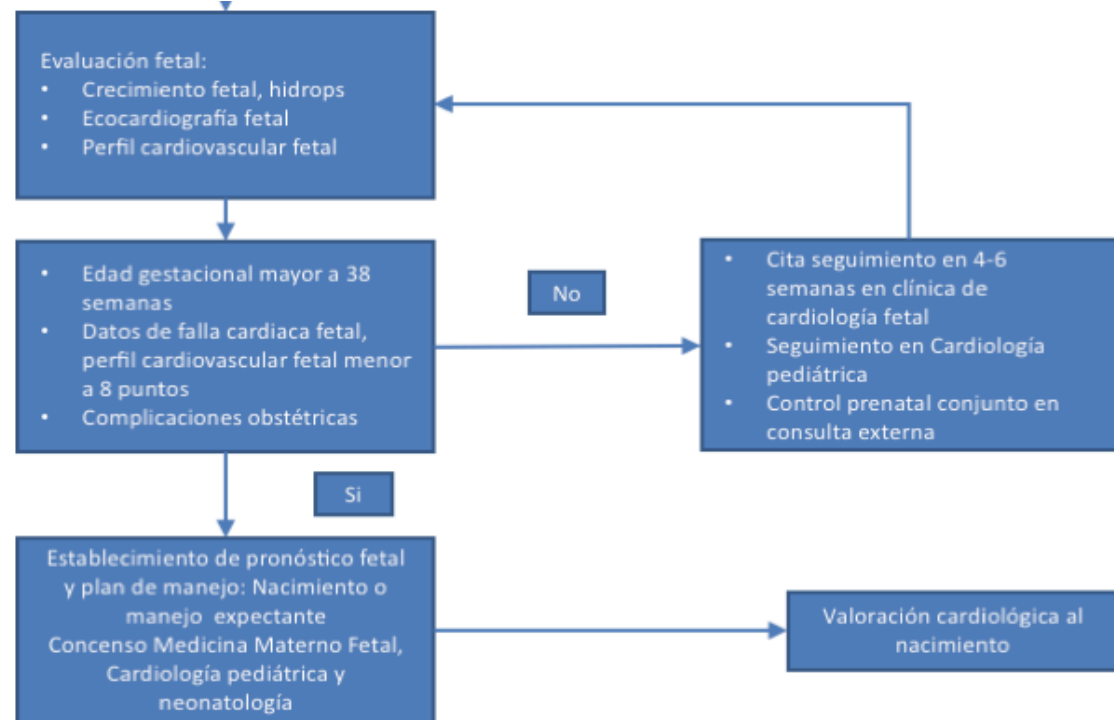 Evaluación fetal:
• Crecimiento fetal, hidrops
• Ecocardiografía fetal
• Perfil cardiovascular fetal
• Edad gestacional mayor a 38
semanas
• Datos de falla cardiaca fetal,
perfil cardiovascular fetal menor
a 8 puntos
• Complicaciones obstétricas
No
• Cita seguimiento en 4-6
semanas en clínica de
cardiología fetal
• Seguimiento en Cardiología
pediátrica
• Control prenatal conjunto en
consulta externa
Si
Establecimiento de pronóstico fetal
y plan de manejo: Nacimiento o
manejo expectante
Concenso Medicina Materno Fetal,
Cardiología pediátrica y
neonatología
Valoración cardiológica al
nacimiento